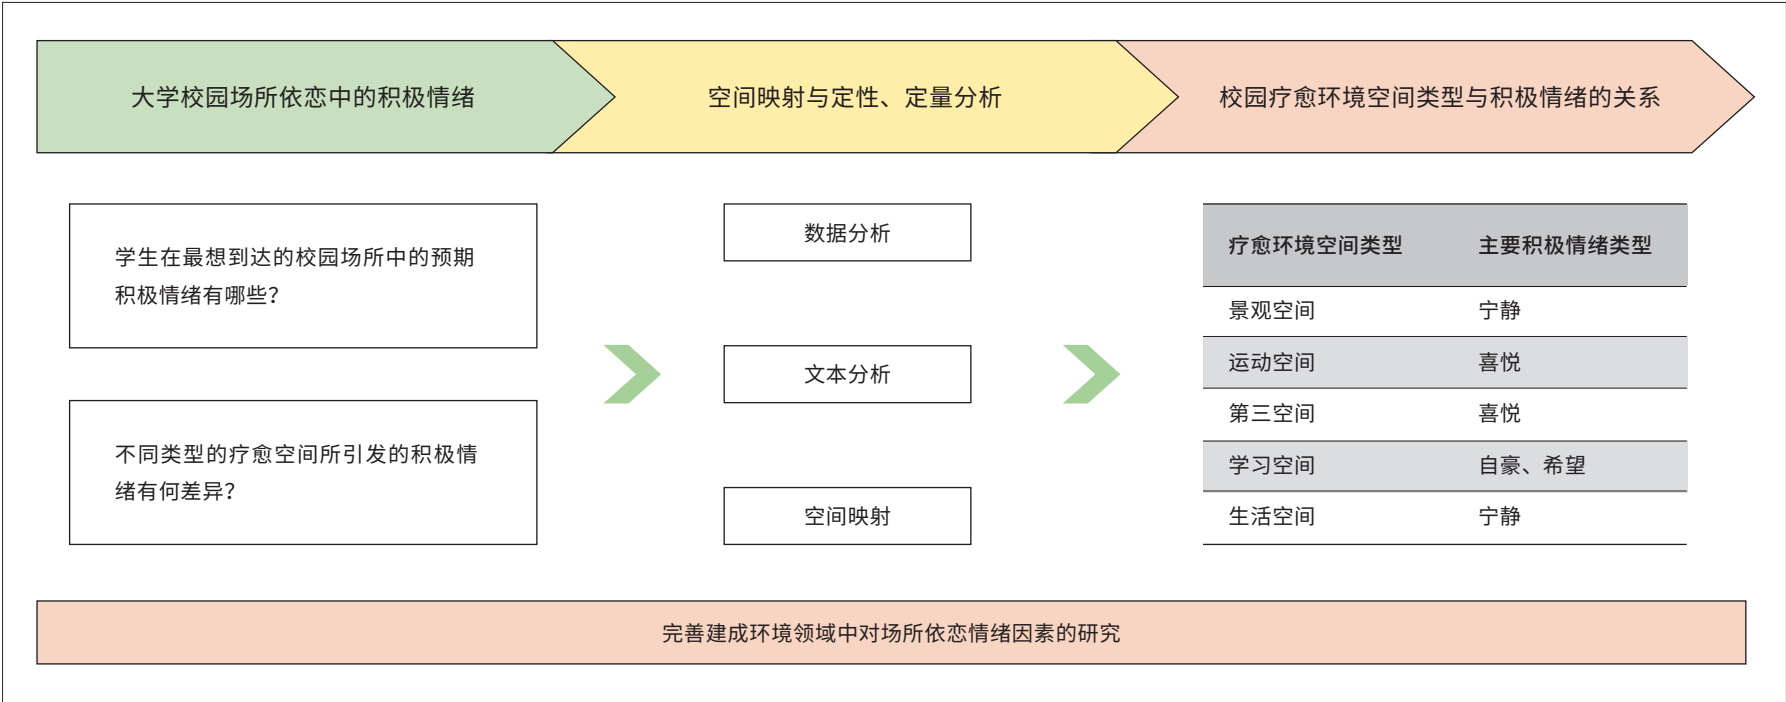 大学校园场所依恋中的积极情绪
空间映射与定性、定量分析
校园疗愈环境空间类型与积极情绪的关系
学生在最想到达的校园场所中的预期
积极情绪有哪些？
不同类型的疗愈空间所引发的积极情
绪有何差异？
数据分析
文本分析
空间映射
疗愈环境空间类型 主要积极情绪类型
景观空间 宁静
运动空间 喜悦
第三空间 喜悦
学习空间 自豪、希望
生活空间 宁静
完善建成环境领域中对场所依恋情绪因素的研究